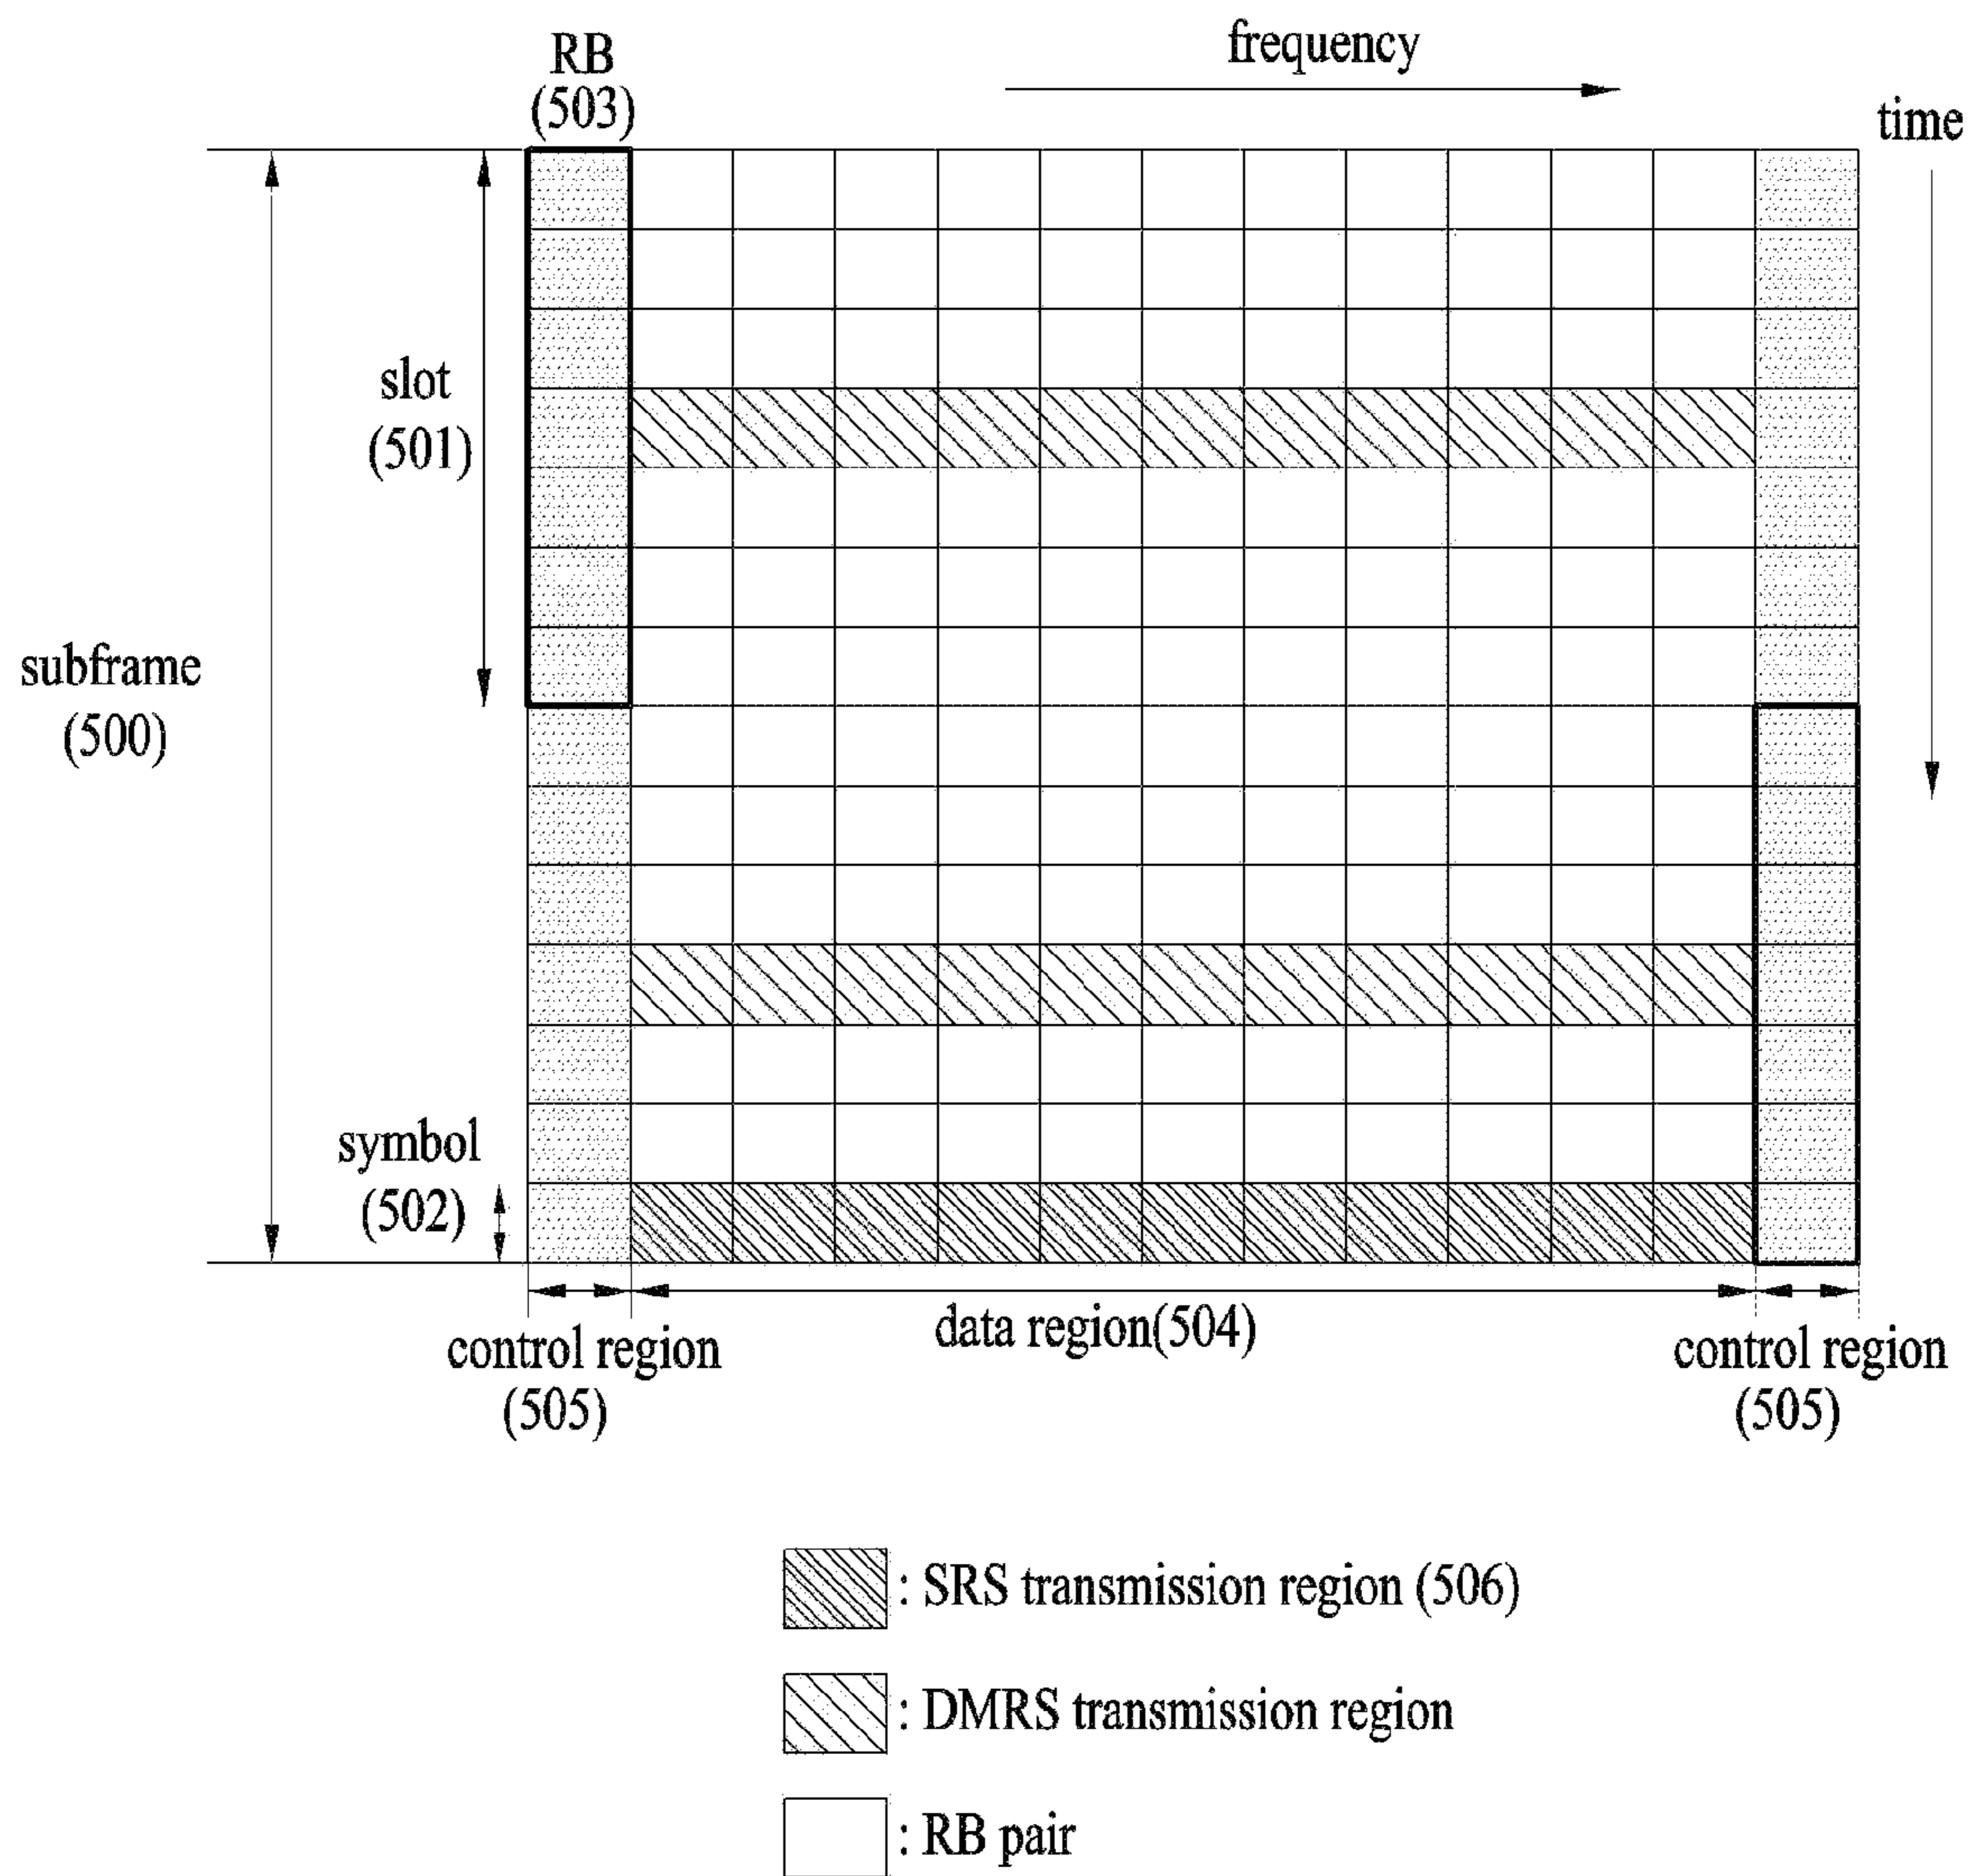 RB
(503)
frequency
time
slot
(501)
subframe
(500)
symbol
(502)
control region
(505)
data region(504)
control region
(505)
: SRS transmission region (506)
: DMRS transmission region
: RB pair